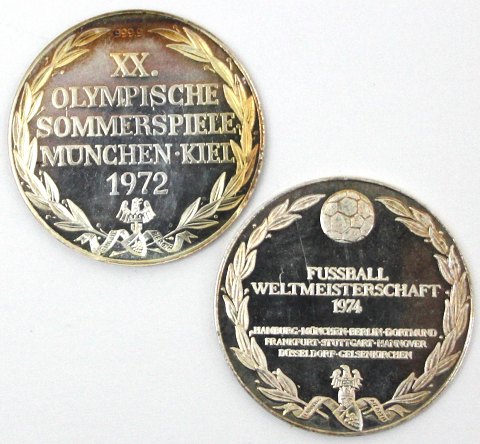 999.9
XX.
OLYMPISCHE
SOMMERSPIELE
MÜNCHEN·KIEL
1972
FUSSBALL
WELTMEISTERSCHAFT
1974
HAMBURG·MÜNCHEN·BERLIN·DORTMUND
FRANKFURT·STUTTGART·HANNOVER
DÜSSELDORF·GELSENKIRCHEN